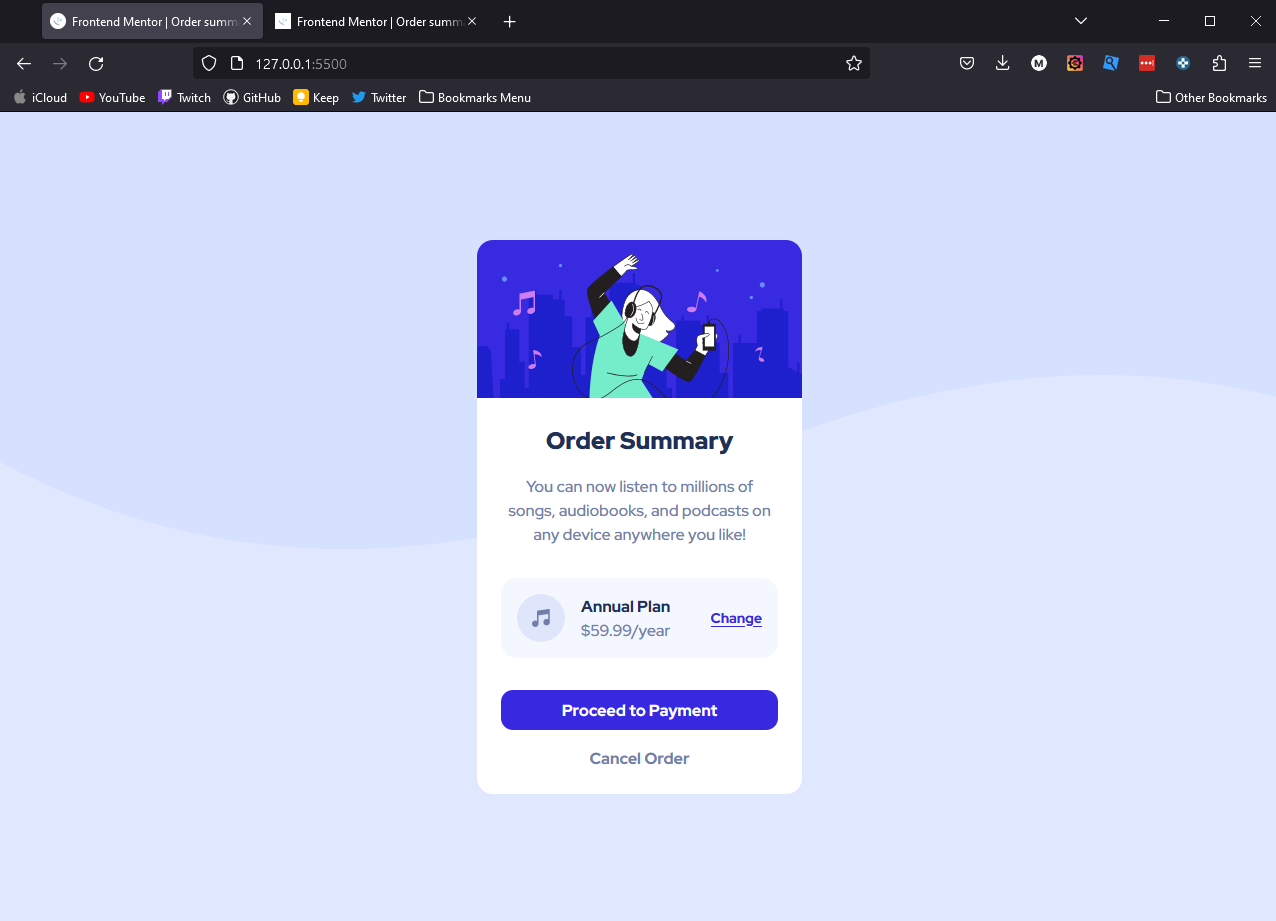 Frontend Mentor | Order summ
Frontend Mentor | Order summ
127.0.0.1:5500
M
iCloud YouTube Twitch GitHub Keep Twitter Bookmarks Menu Other Bookmarks
Order Summary
You can now listen to millions of
songs, audiobooks, and podcasts on
any device anywhere you like!
Annual Plan
$59.99/year
Change
Proceed to Payment
Cancel Order